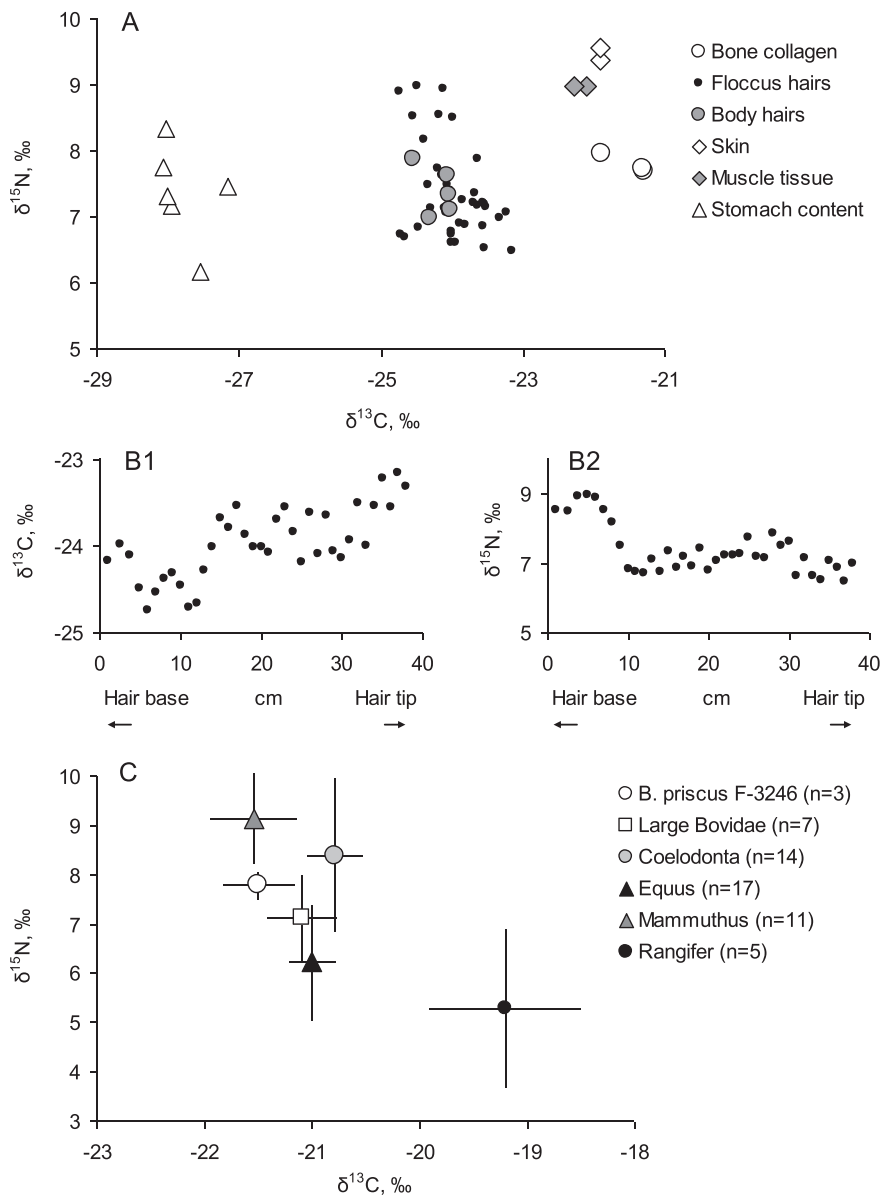 A
10
9
8
7
6
5
δ15N, ‰
-29 -27 -25 -23 -21
δ13C, ‰
Bone collagen
Floccus hairs
Body hairs
Skin
Muscle tissue
Stomach content
B1
-23
-24
-25
δ13C, ‰
0 10 20 30 40
Hair base cm Hair tip
B2
9
7
5
δ15N, ‰
0 10 20 30 40
Hair base cm Hair tip
C
10
9
8
7
6
5
4
3
δ15N, ‰
-23 -22 -21 -20 -19 -18
δ13C, ‰
B. priscus F-3246 (n=3)
Large Bovidae (n=7)
Coelodonta (n=14)
Equus (n=17)
Mammuthus (n=11)
Rangifer (n=5)